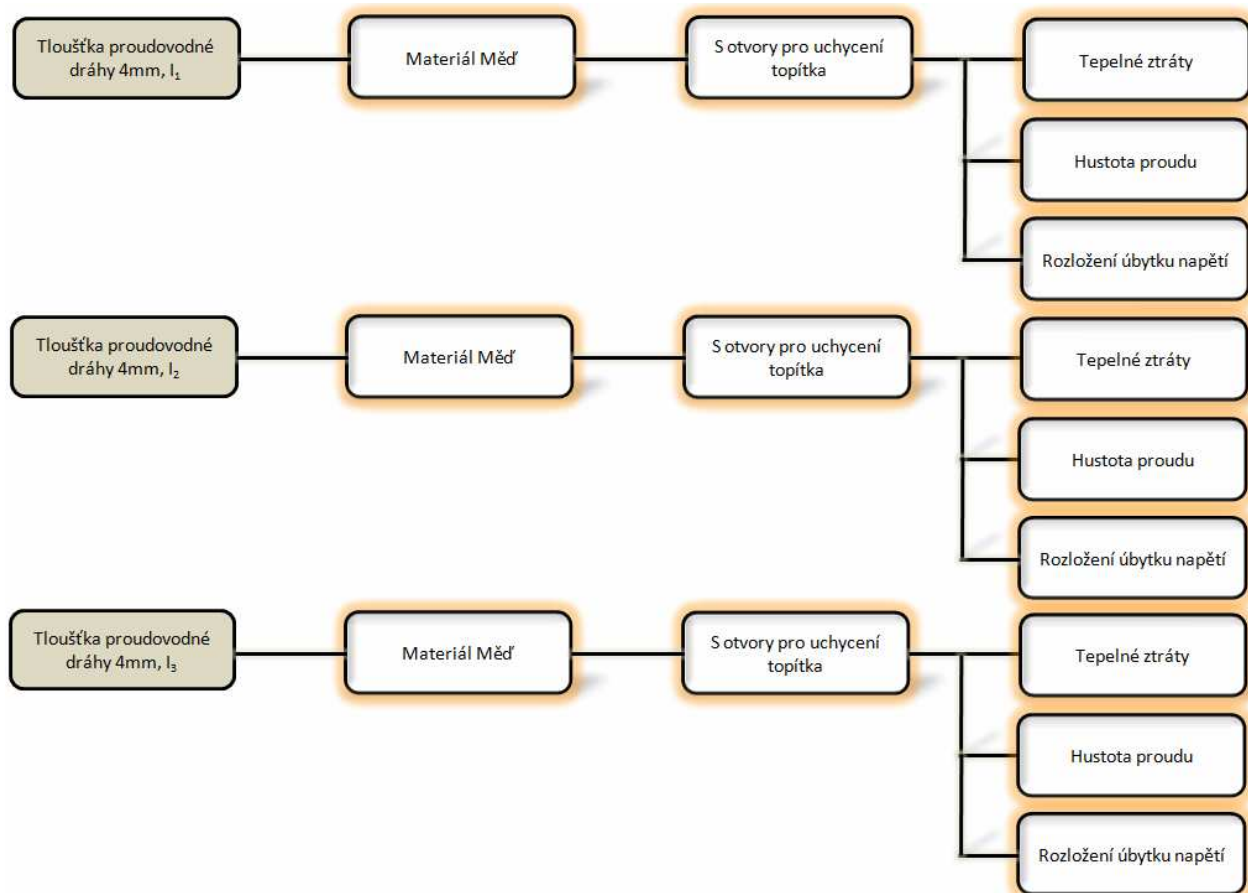 Tloušťka proudovodné
dráhy 4mm, I₁
Materiál Měď
S otvory pro uchycení
topítka
Tepelné ztráty
Hustota proudu
Rozložení úbytku napětí
Tloušťka proudovodné
dráhy 4mm, I₂
Materiál Měď
S otvory pro uchycení
topítka
Tepelné ztráty
Hustota proudu
Rozložení úbytku napětí
Tloušťka proudovodné
dráhy 4mm, I₃
Materiál Měď
S otvory pro uchycení
topítka
Tepelné ztráty
Hustota proudu
Rozložení úbytku napětí